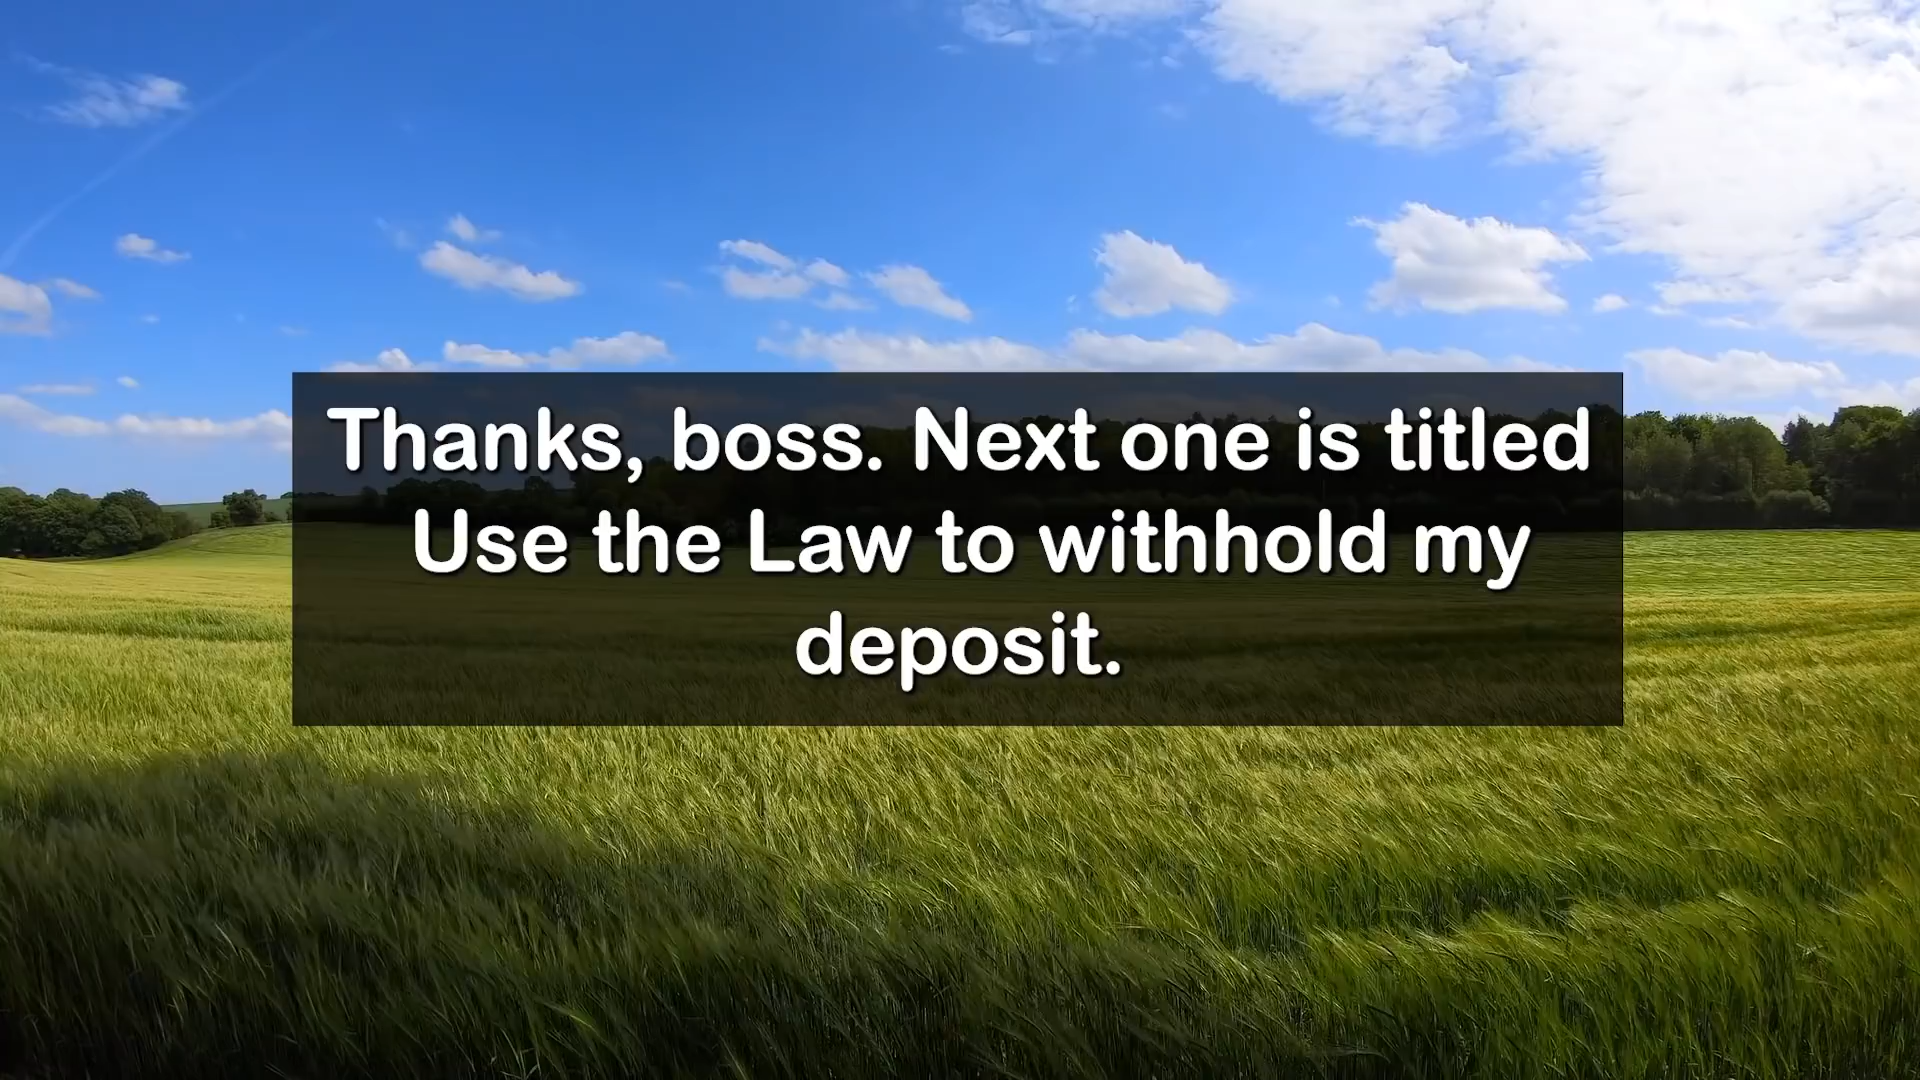 Thanks, boss. Next one is titled
Use the Law to withhold my
deposit.